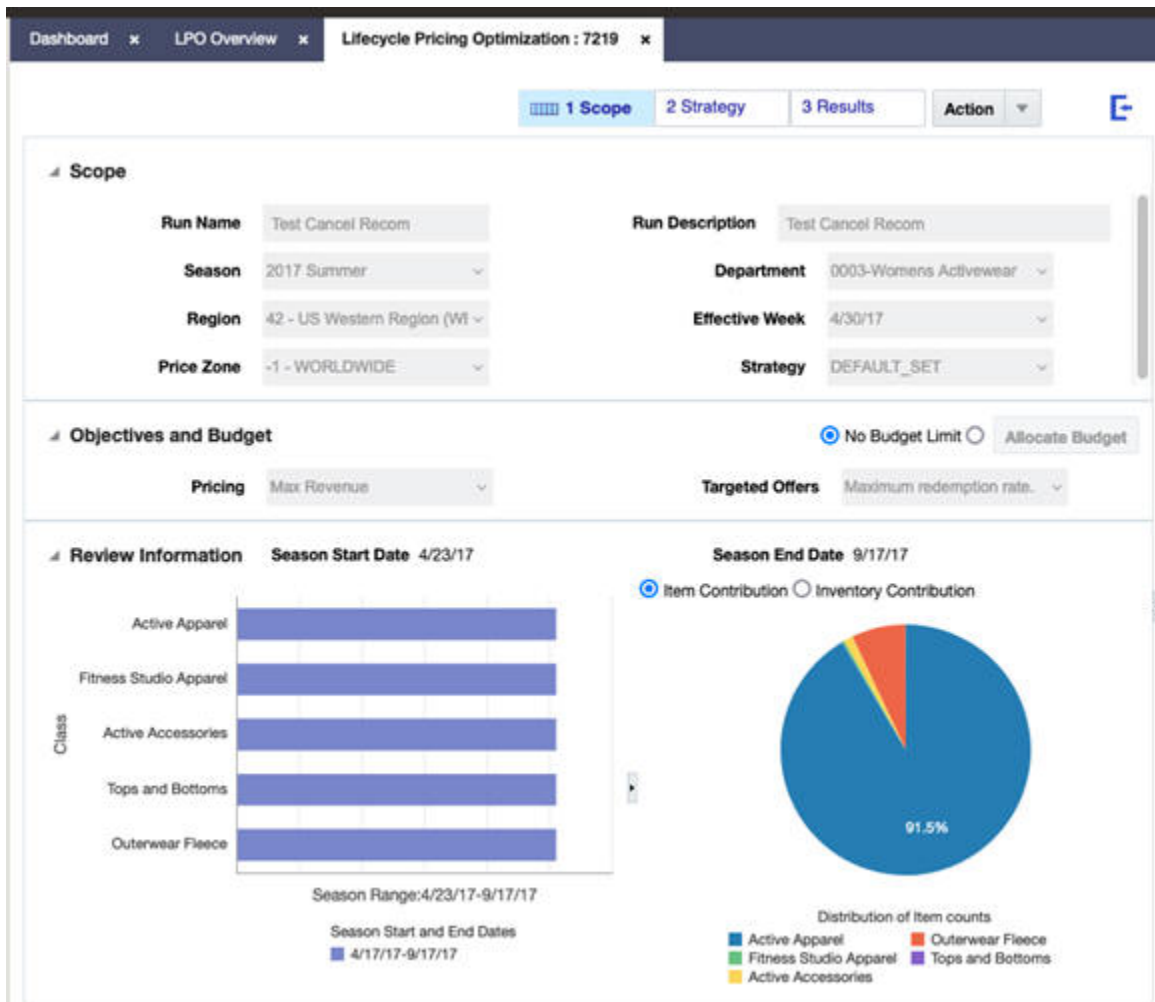 Dashboard × LPO Overview × Lifecycle Pricing Optimization : 7219 ×
1 Scope 2 Strategy 3 Results Action
Scope
Run Name Test Cancel Recom Run Description Test Cancel Recom
Season 2017 Summer Department 0003-Womens Activewear
Region 42 - US Western Region (WE Effective Week 4/30/17
Price Zone -1 - WORLDWIDE Strategy DEFAULT_SET
Objectives and Budget No Budget Limit Allocate Budget
Pricing Max Revenue Targeted Offers Maximum redemption rate.
Review Information Season Start Date 4/23/17 Season End Date 9/17/17
Item Contribution Inventory Contribution
Class
Active Apparel
Fitness Studio Apparel
Active Accessories
Tops and Bottoms
Outerwear Fleece
Season Range:4/23/17-9/17/17
Season Start and End Dates
4/17/17-9/17/17
91.5%
Distribution of Item counts
Active Apparel Outerwear Fleece
Fitness Studio Apparel Tops and Bottoms
Active Accessories